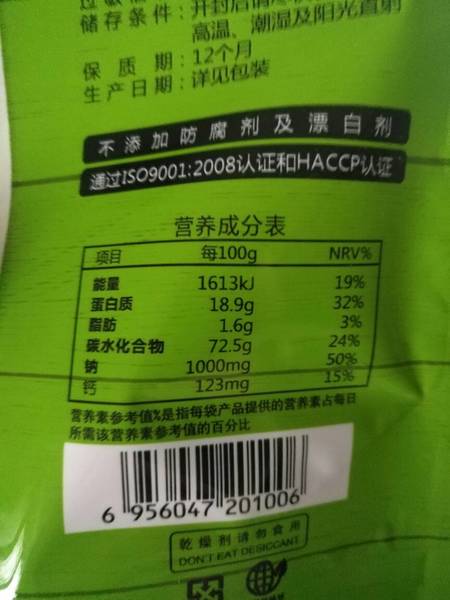 储存条件:开封后请
高温、潮湿及阳光直射
保 质 期:12个月
生产日期:详见包装
不添加防腐剂及漂白剂
通过ISO9001:2008认证和HACCP认证
营养成分表
项目 每100g NRV%
能量 1613kJ 19%
蛋白质 18.9g 32%
脂肪 1.6g 3%
碳水化合物 72.5g 24%
钠 1000mg 50%
钙 123mg 15%
营养素参考值%是指每袋产品提供的营养素占每日
所需该营养素参考值的百分比
6 956047 201006
乾燥剂请勿食用
DON'T EAT DESICCANT